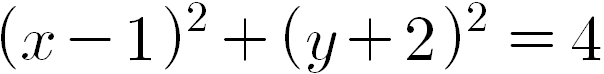 (x − 1)² + (y + 2)² = 4